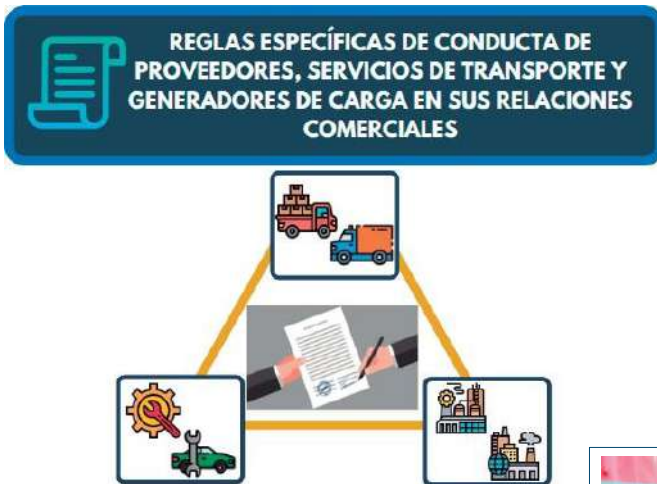 REGLAS ESPECÍFICAS DE CONDUCTA DE
PROVEEDORES, SERVICIOS DE TRANSPORTE Y
GENERADORES DE CARGA EN SUS RELACIONES
COMERCIALES